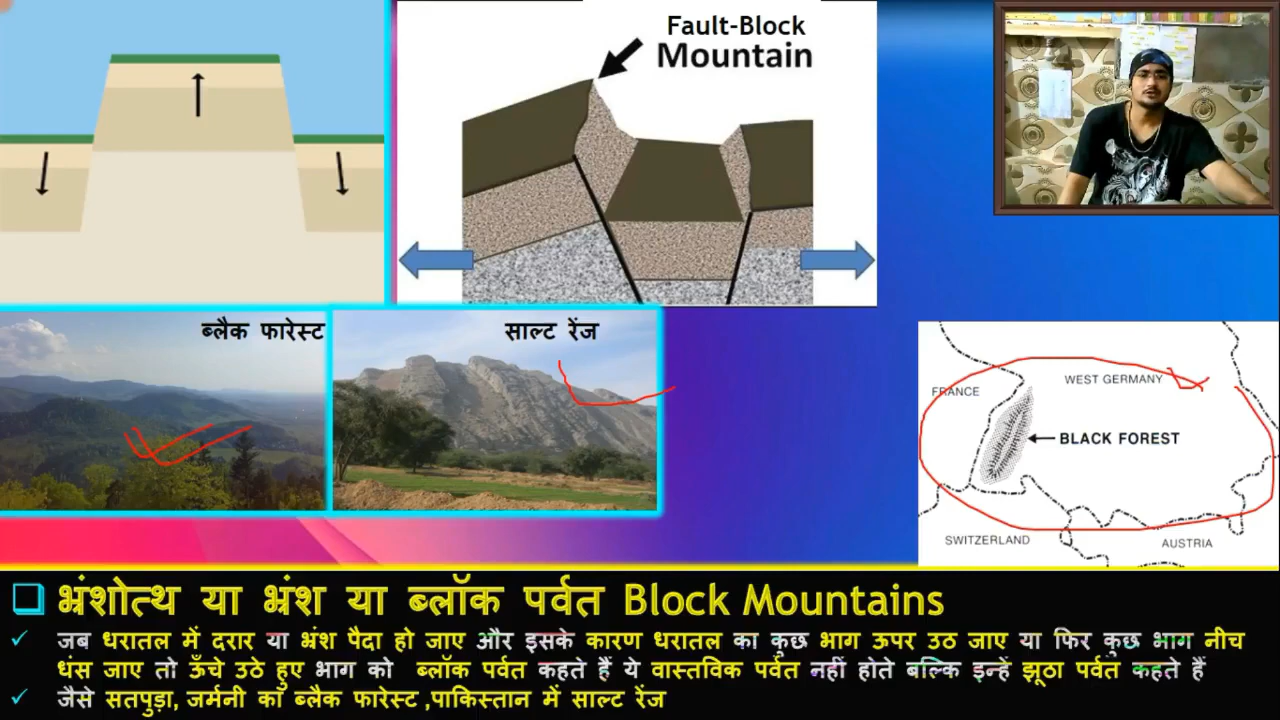 Fault-Block
Mountain
ब्लैक फारेस्ट
साल्ट रेंज
FRANCE
WEST GERMANY
BLACK FOREST
SWITZERLAND
AUSTRIA
भ्रंशोत्थ या भ्रंश या ब्लॉक पर्वत Block Mountains
जब धरातल में दरार या भ्रंश पैदा हो जाए और इसके कारण धरातल का कुछ भाग ऊपर उठ जाए या फिर कुछ भाग नीच
धंस जाए तो ऊँचे उठे हुए भाग को ब्लॉक पर्वत कहते हैं ये वास्तविक पर्वत नहीं होते बल्कि इन्हें झूठा पर्वत कहते हैं
जैसे सतपुड़ा, जर्मनी का ब्लैक फारेस्ट ,पाकिस्तान में साल्ट रेंज